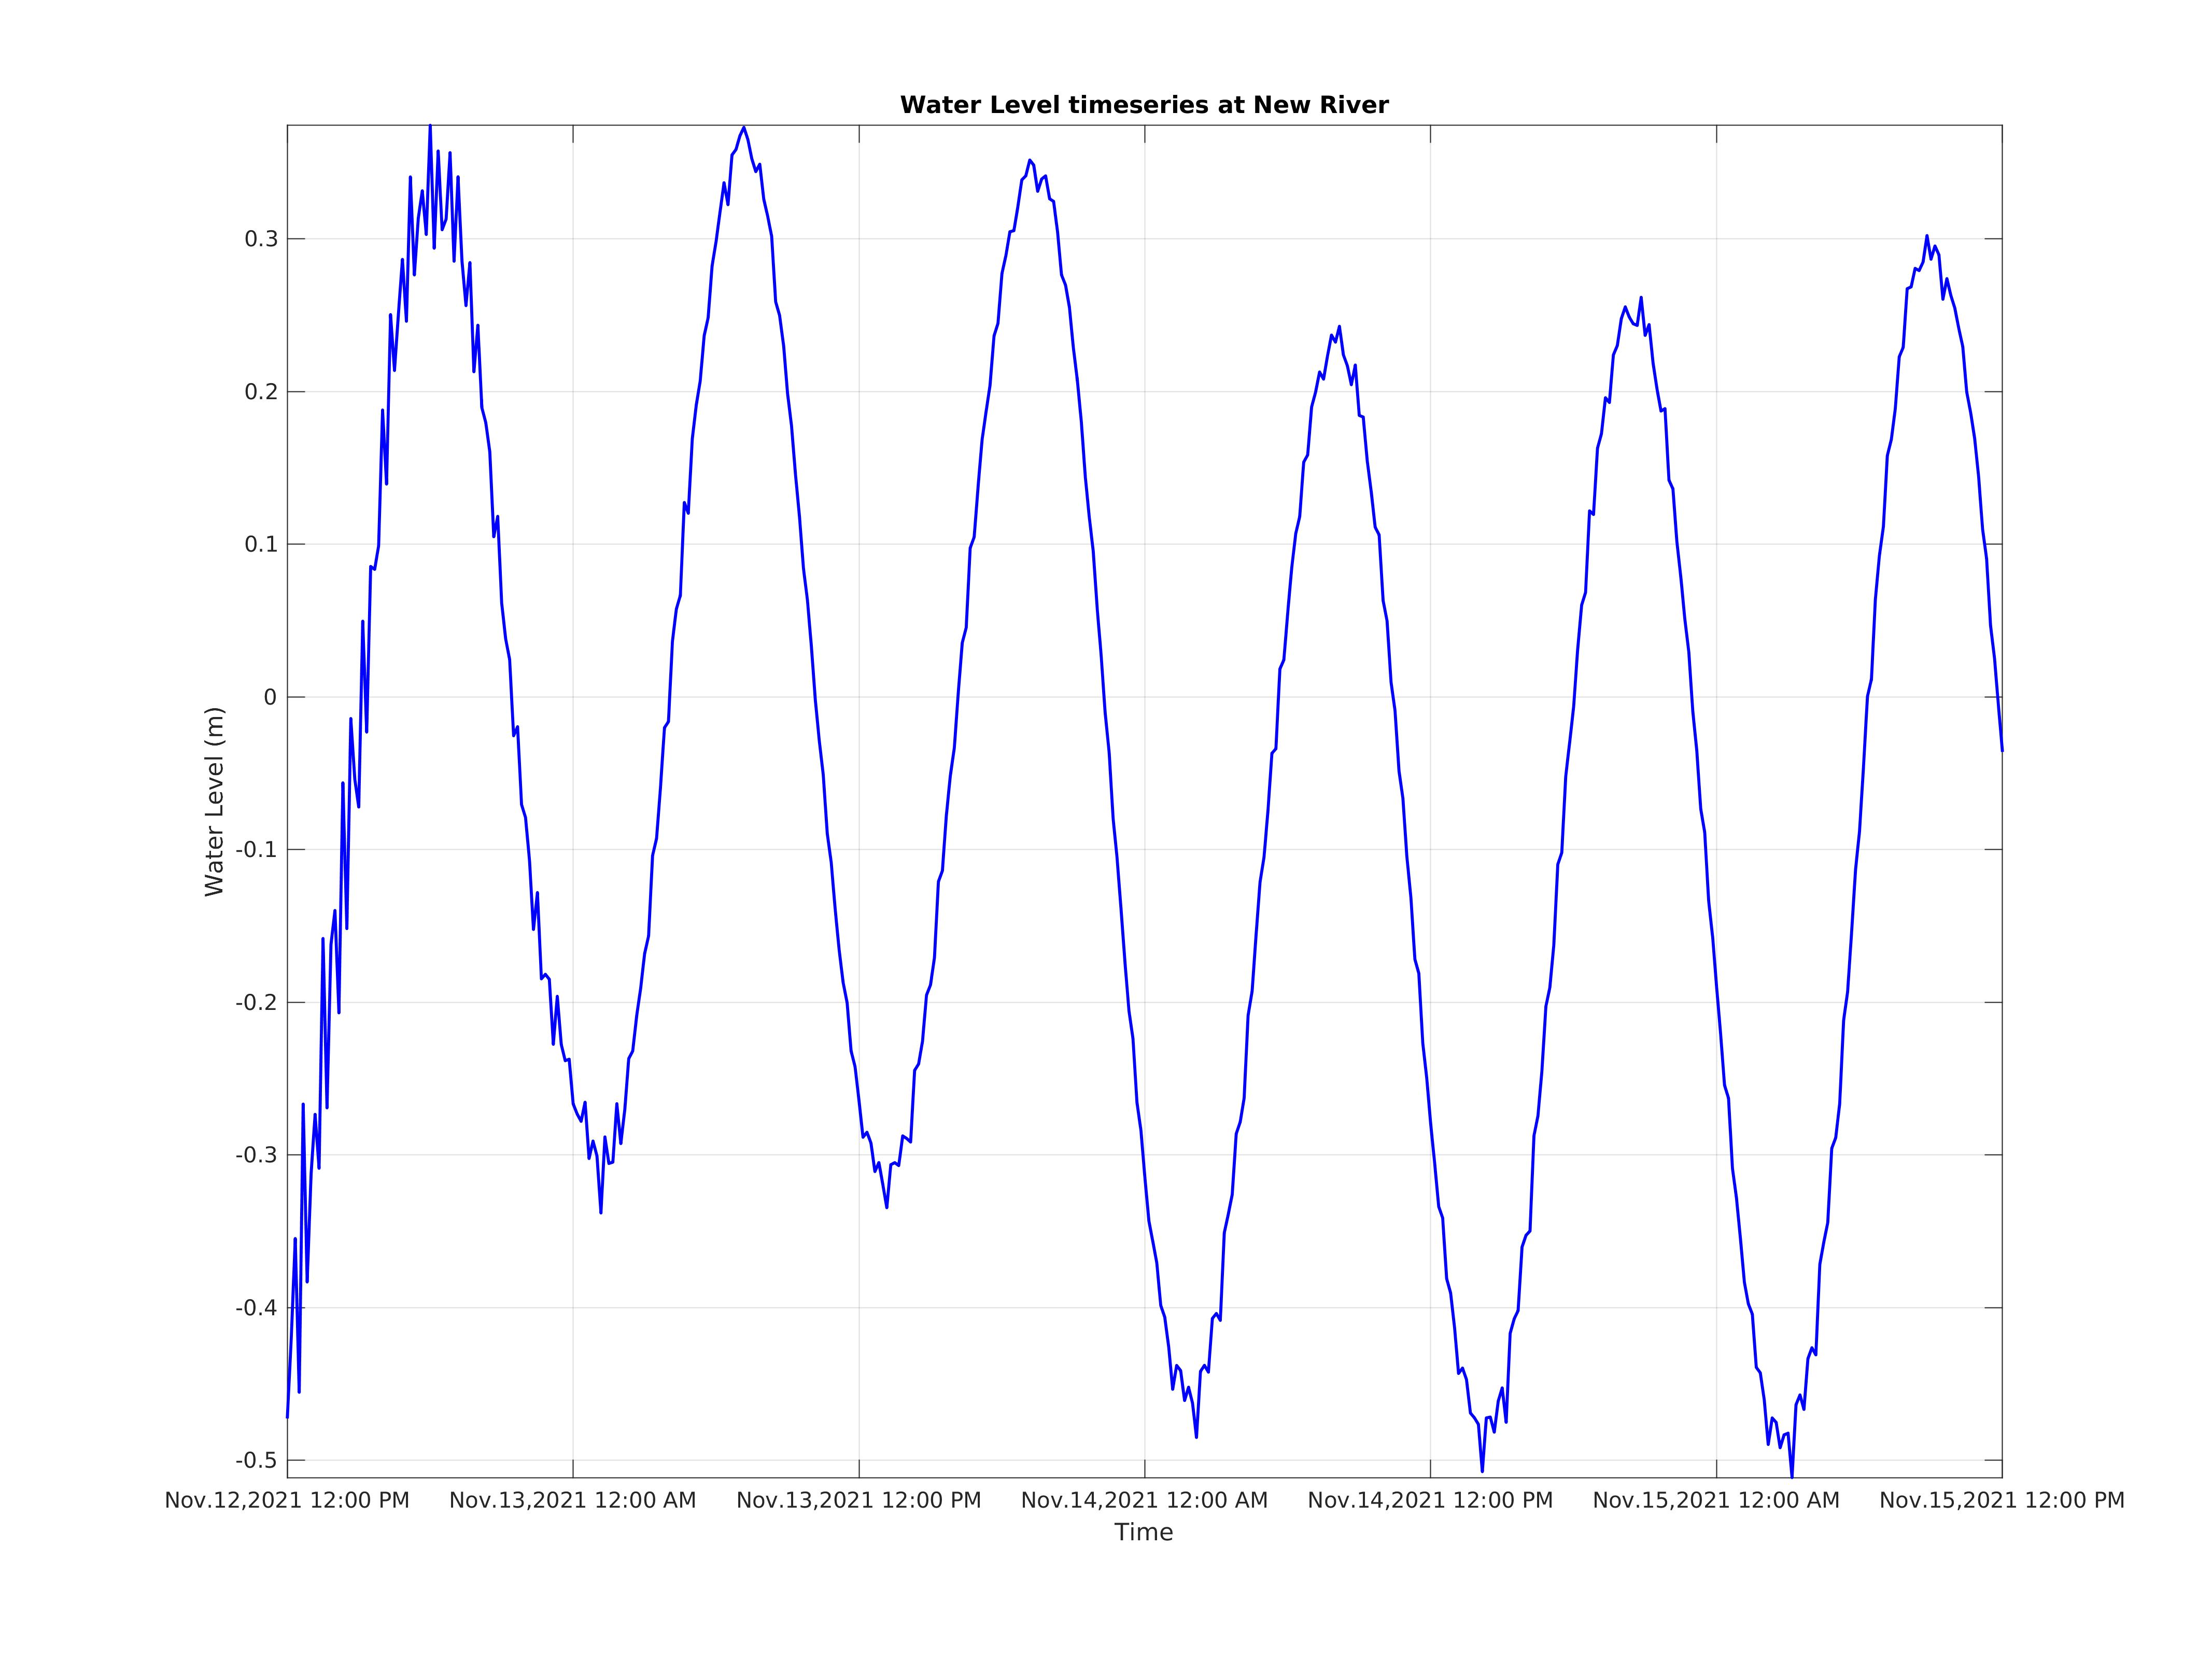 Water Level timeseries at New River
0.3
0.2
0.1
0
-0.1
-0.2
-0.3
-0.4
-0.5
Water Level (m)
Nov.12,2021 12:00 PM Nov.13,2021 12:00 AM Nov.13,2021 12:00 PM Nov.14,2021 12:00 AM Nov.14,2021 12:00 PM Nov.15,2021 12:00 AM Nov.15,2021 12:00 PM
Time